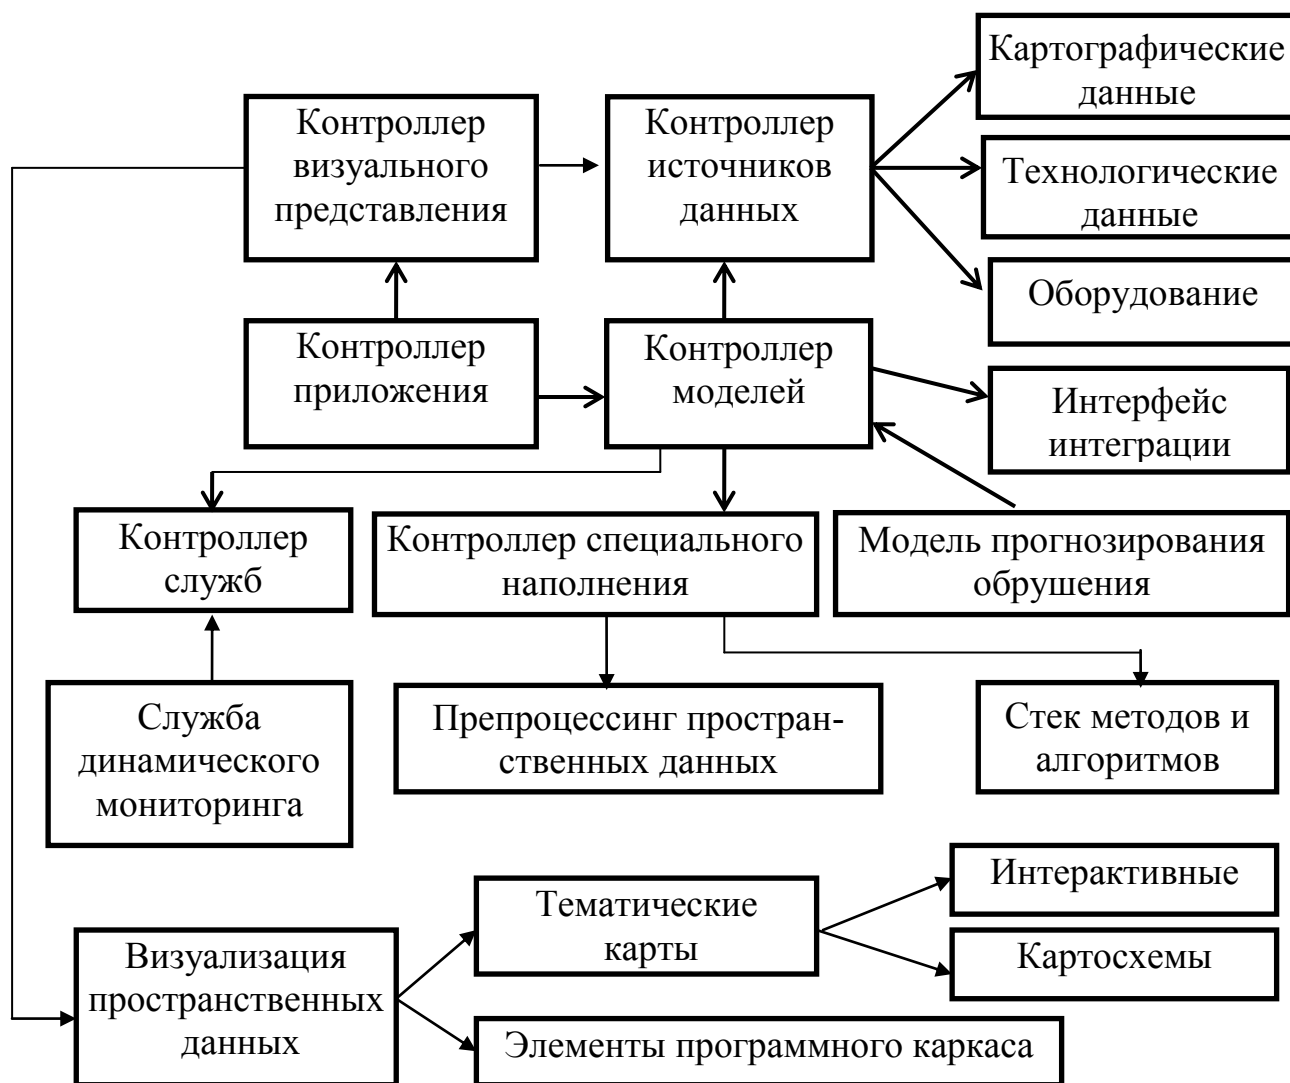 Картографические
данные
Контроллер
визуального
представления
Контроллер
источников
данных
Технологические
данные
Оборудование
Контроллер
приложения
Контроллер
моделей
Интерфейс
интеграции
Контроллер
служб
Контроллер специального
наполнения
Модель прогнозирования
обрушения
Служба
динамического
мониторинга
Препроцессинг простран-
ственных данных
Стек методов и
алгоритмов
Интерактивные
Тематические
карты
Картосхемы
Визуализация
пространственных
данных
Элементы программного каркаса